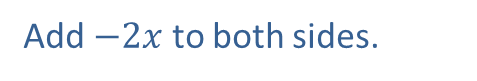 Add −2𝑥 to both sides.